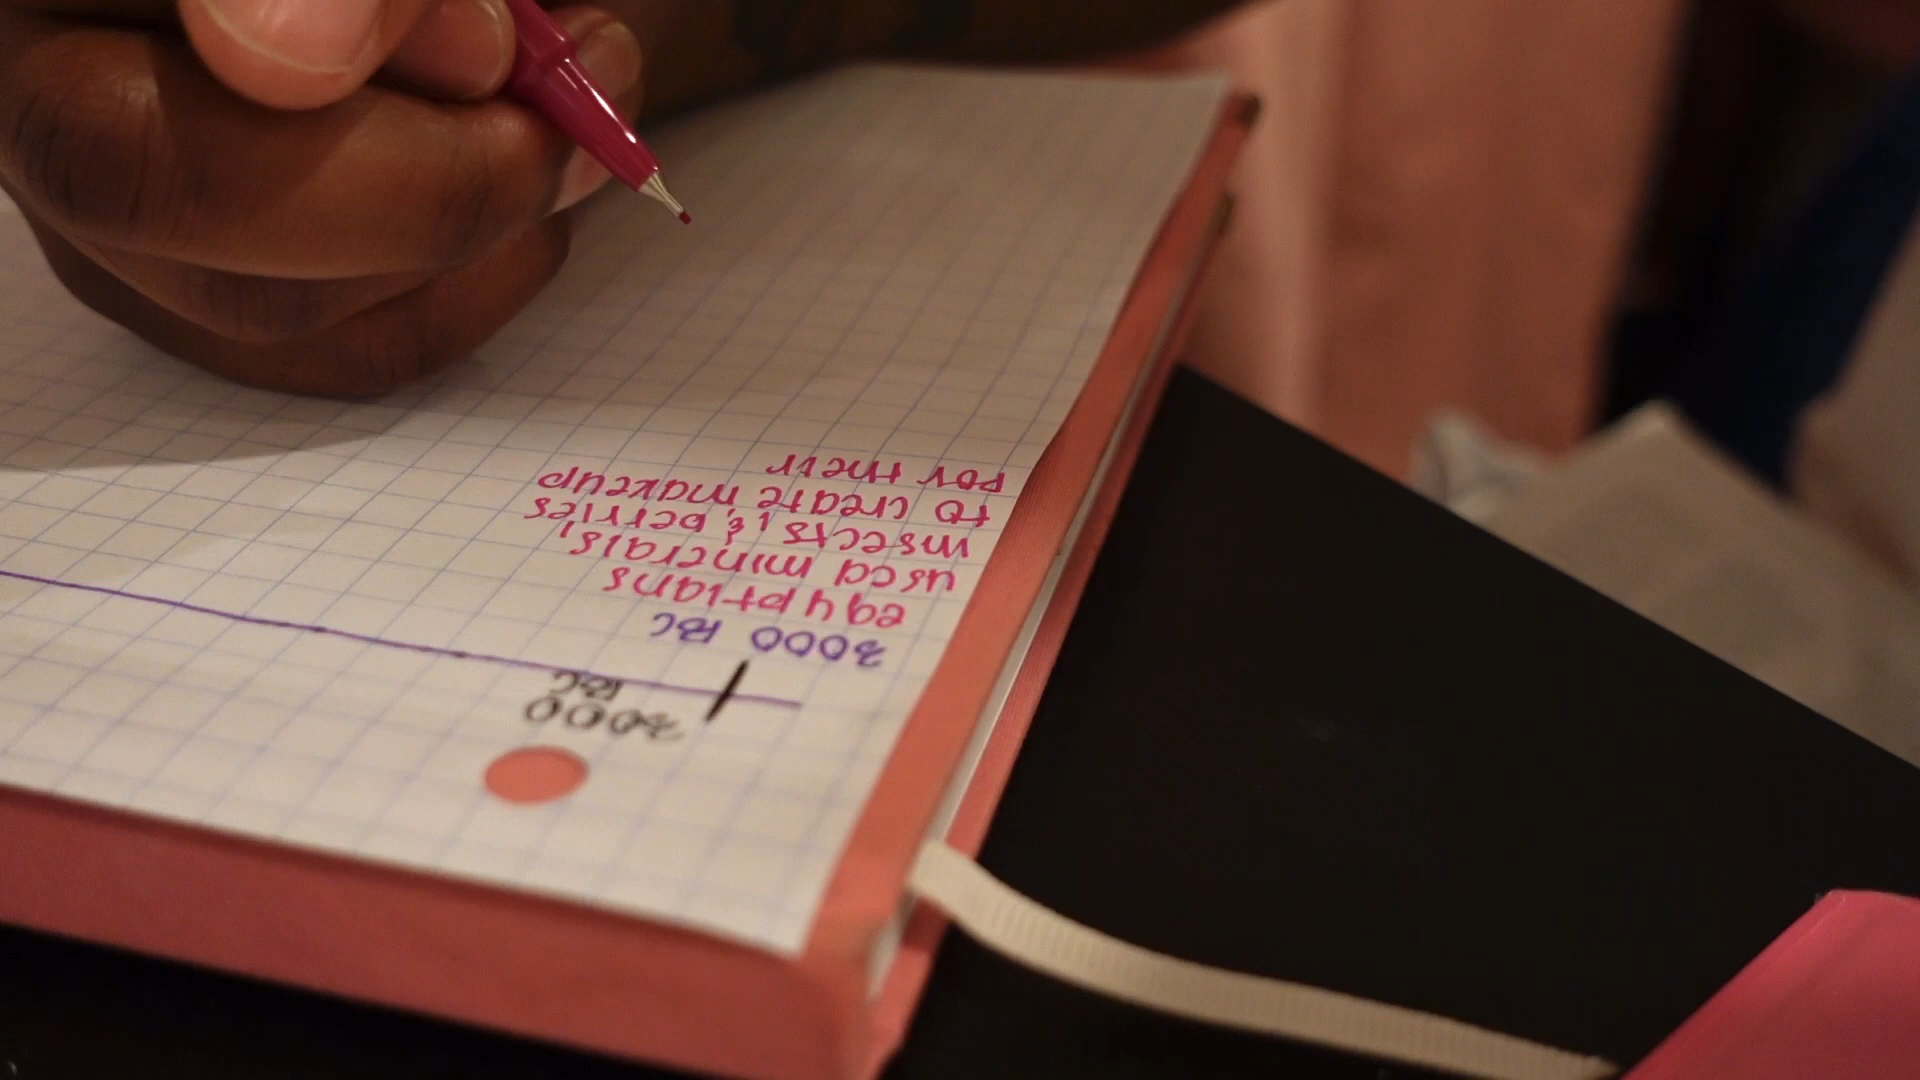 3000
BC
3000 BC
egyptians
used minerals,
insects, & berries
to create makeup
for their